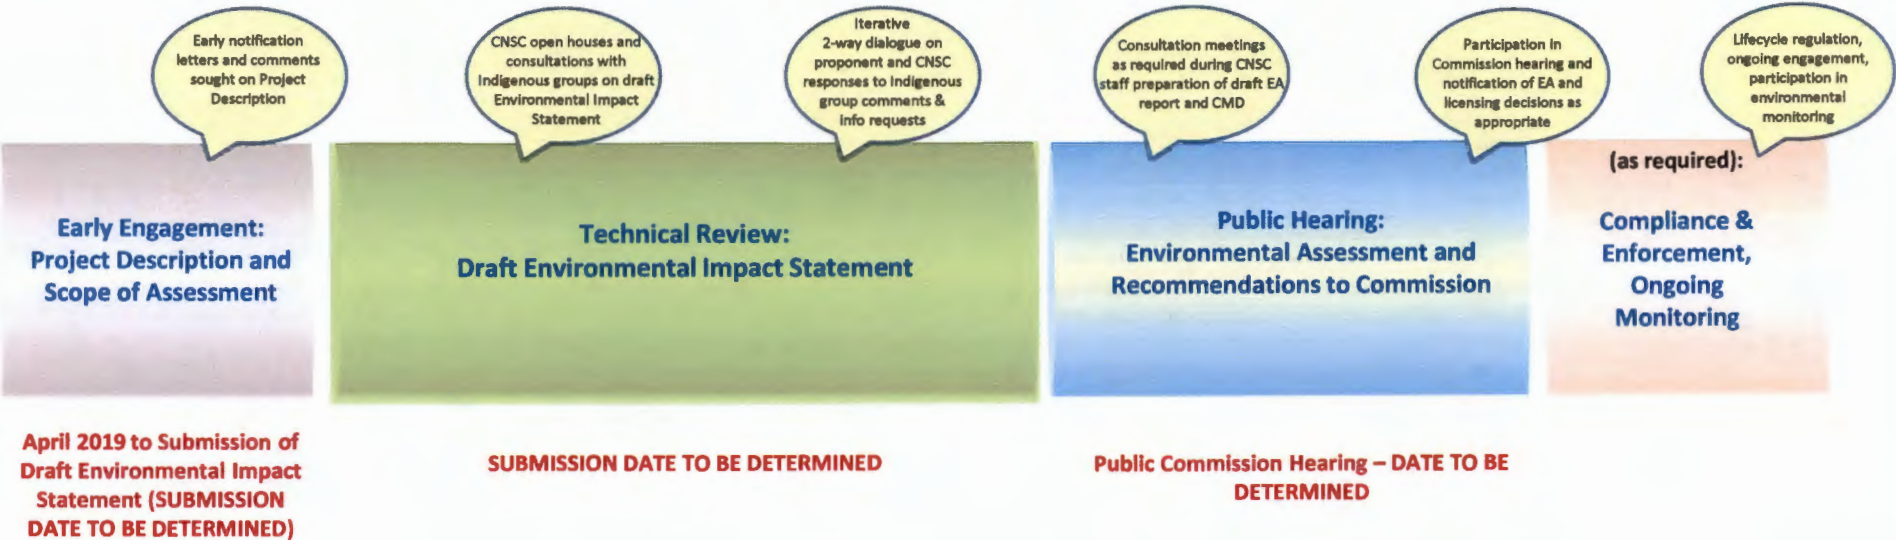 Early notification
letters and comments
sought on Project
Description
CNSC open houses and
consultations with
Indigenous groups on draft
Environmental Impact
Statement
Iterative
2-way dialogue on
proponent and CNSC
responses to Indigenous
group comments &
info requests
Consultation meetings
as required during CNSC
staff preparation of draft EA
report and CMD
Participation in
Commission hearing and
notification of EA and
licensing decisions as
appropriate
Lifecycle regulation,
ongoing engagement,
participation in
environmental
monitoring
Early Engagement:
Project Description and
Scope of Assessment
Technical Review:
Draft Environmental Impact Statement
Public Hearing:
Environmental Assessment and
Recommendations to Commission
(as required):
Compliance &
Enforcement,
Ongoing
Monitoring
April 2019 to Submission of
Draft Environmental Impact
Statement (SUBMISSION
DATE TO BE DETERMINED)
SUBMISSION DATE TO BE DETERMINED
Public Commission Hearing – DATE TO BE
DETERMINED